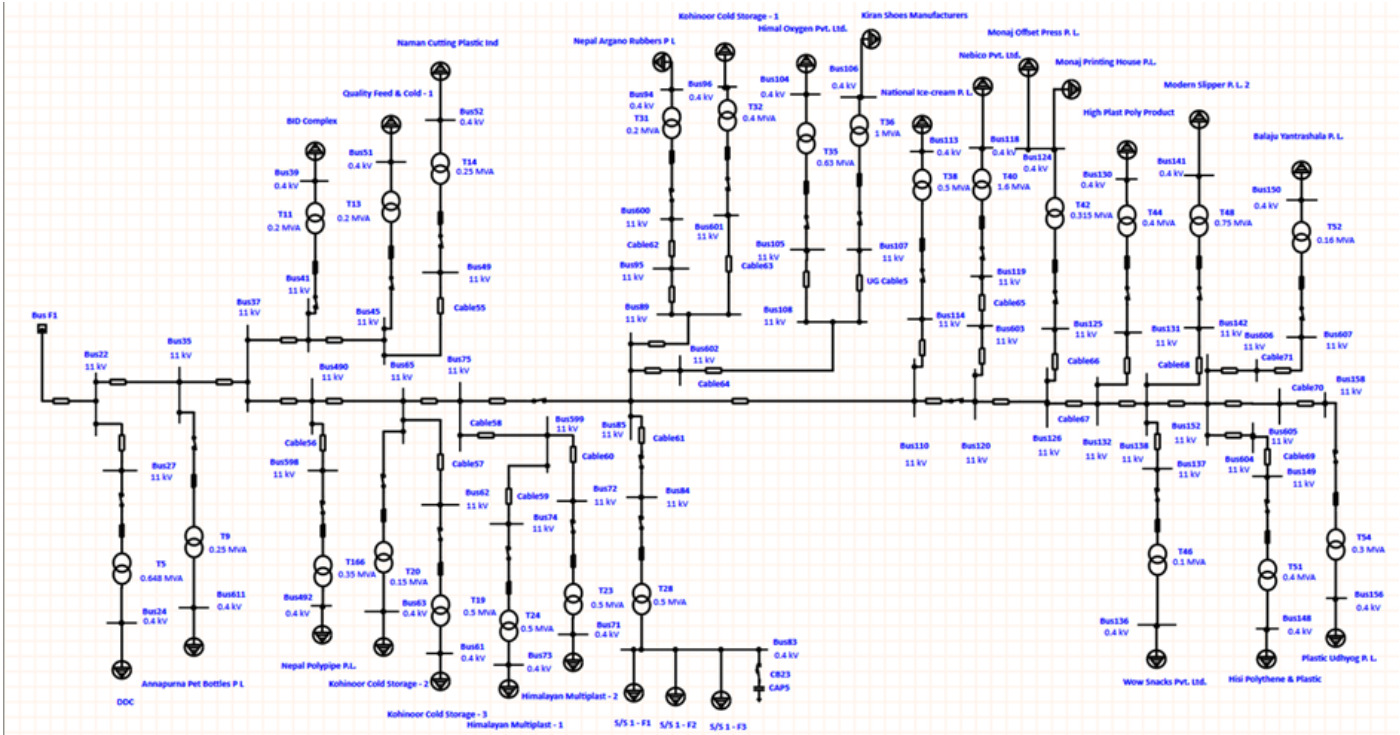 Kohinoor Cold Storage - 1
Kiran Shoes Manufacturers
Himal Oxygen Pvt. Ltd.
Monaj Offset Press P. L.
Naman Cutting Plastic Ind
Nepal Argano Rubbers P L
Nebico Pvt. Ltd.
Monaj Printing House P.L.
Quality Feed & Cold - 1
National Ice-cream P. L.
Modern Slipper P. L. 2
High Plast Poly Product
BID Complex
Balaju Yantrashala P. L.
Bus52
0.4 kV
Bus51
0.4 kV
Bus39
0.4 kV
T14
0.25 MVA
T13
0.2 MVA
T11
0.2 MVA
Bus94
0.4 kV
T31
0.2 MVA
Bus96
0.4 kV
T32
0.4 MVA
Bus104
0.4 kV
T35
0.63 MVA
Bus106
0.4 kV
T36
1 MVA
Bus113
0.4 kV
T38
0.5 MVA
Bus118
0.4 kV
T40
1.6 MVA
Bus124
0.4 kV
T42
0.315 MVA
Bus130
0.4 kV
T44
0.4 MVA
Bus141
0.4 kV
T48
0.75 MVA
Bus150
0.4 kV
T52
0.16 MVA
Bus41
11 kV
Bus45
11 kV
Bus49
11 kV
Cable55
Bus600
11 kV
Cable62
Bus95
11 kV
Bus601
11 kV
Cable63
Bus105
11 kV
Bus107
11 kV
UG Cable5
Bus114
11 kV
Bus119
11 kV
Cable65
Bus603
11 kV
Bus125
11 kV
Cable66
Bus131
11 kV
Cable68
Bus142
11 kV
Bus606
11 kV
Cable71
Bus607
11 kV
Bus F1
Bus22
11 kV
Bus35
11 kV
Bus37
11 kV
Bus490
11 kV
Bus65
11 kV
Bus75
11 kV
Bus89
11 kV
Bus602
11 kV
Cable64
Bus108
11 kV
Cable70
Bus158
11 kV
Cable67
Bus27
11 kV
Cable56
Bus598
11 kV
Cable57
Bus62
11 kV
Cable58
Bus599
11 kV
Cable60
Cable59
Bus74
11 kV
Bus72
11 kV
Bus85
11 kV
Cable61
Bus84
11 kV
Bus110
11 kV
Bus120
11 kV
Bus126
11 kV
Bus132
11 kV
Bus138
11 kV
Bus137
11 kV
Bus152
11 kV
Bus604
11 kV
Bus605
11 kV
Cable69
Bus149
11 kV
T5
0.648 MVA
T9
0.25 MVA
T166
0.35 MVA
T20
0.15 MVA
T19
0.5 MVA
T24
0.5 MVA
T23
0.5 MVA
T28
0.5 MVA
T46
0.1 MVA
T51
0.4 MVA
T54
0.3 MVA
Bus24
0.4 kV
Bus611
0.4 kV
Bus492
0.4 kV
Bus63
0.4 kV
Bus61
0.4 kV
Bus73
0.4 kV
Bus71
0.4 kV
Bus83
0.4 kV
CB23
CAP5
Bus136
0.4 kV
Bus148
0.4 kV
Bus156
0.4 kV
DDC
Annapurna Pet Bottles P L
Nepal Polypipe P.L.
Kohinoor Cold Storage - 2
Kohinoor Cold Storage - 3
Himalayan Multiplast - 2
Himalayan Multiplast - 1
S/S 1 - F1
S/S 1 - F2
S/S 1 - F3
Wow Snacks Pvt. Ltd.
Hisi Polythene & Plastic
Plastic Udhyog P. L.